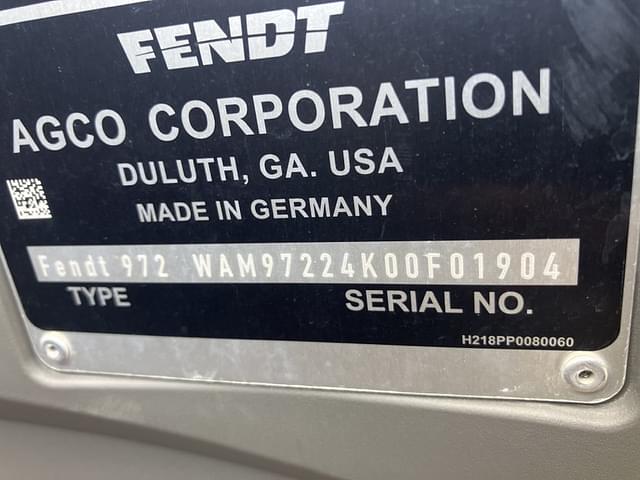 FENDT
AGCO CORPORATION
DULUTH, GA. USA
MADE IN GERMANY
Fendt 972 WAM97224K00F01904
TYPE SERIAL NO.
H218PP0080060